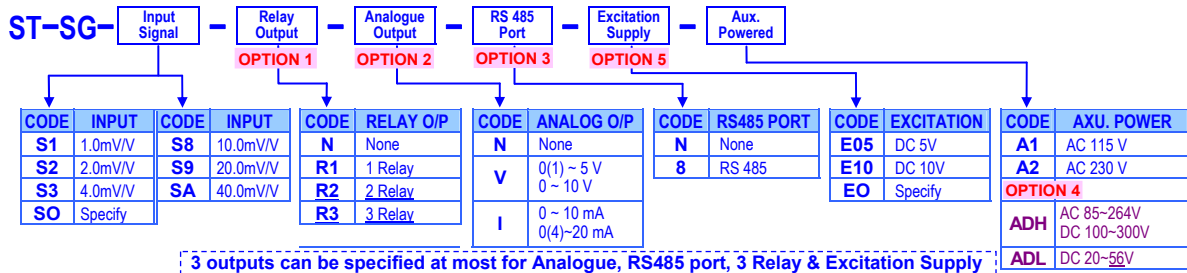 ST-SG- Input Signal - Relay Output - Analogue Output - RS 485 Port - Excitation Supply - Aux. Powered
OPTION 1 OPTION 2 OPTION 3 OPTION 5
CODE INPUT CODE INPUT
S1 1.0mV/V S8 10.0mV/V
S2 2.0mV/V S9 20.0mV/V
S3 4.0mV/V SA 40.0mV/V
SO Specify
CODE RELAY O/P
N None
R1 1 Relay
R2 2 Relay
R3 3 Relay
CODE ANALOG O/P
N None
V 0(1) ~ 5 V
0 ~ 10 V
I 0 ~ 10 mA
0(4)~20 mA
CODE RS485 PORT
N None
8 RS 485
CODE EXCITATION
E05 DC 5V
E10 DC 10V
EO Specify
CODE AXU. POWER
A1 AC 115 V
A2 AC 230 V
OPTION 4
ADH AC 85~264V
DC 100~300V
ADL DC 20~56V
3 outputs can be specified at most for Analogue, RS485 port, 3 Relay & Excitation Supply